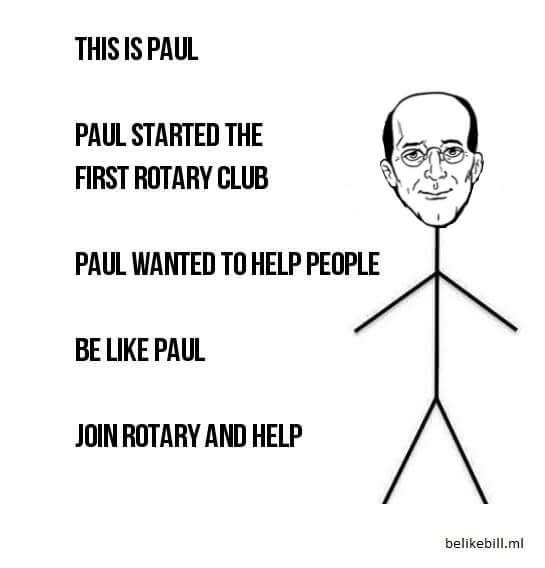 THIS IS PAUL
PAUL STARTED THE
FIRST ROTARY CLUB
PAUL WANTED TO HELP PEOPLE
BE LIKE PAUL
JOIN ROTARY AND HELP
belikebill.ml